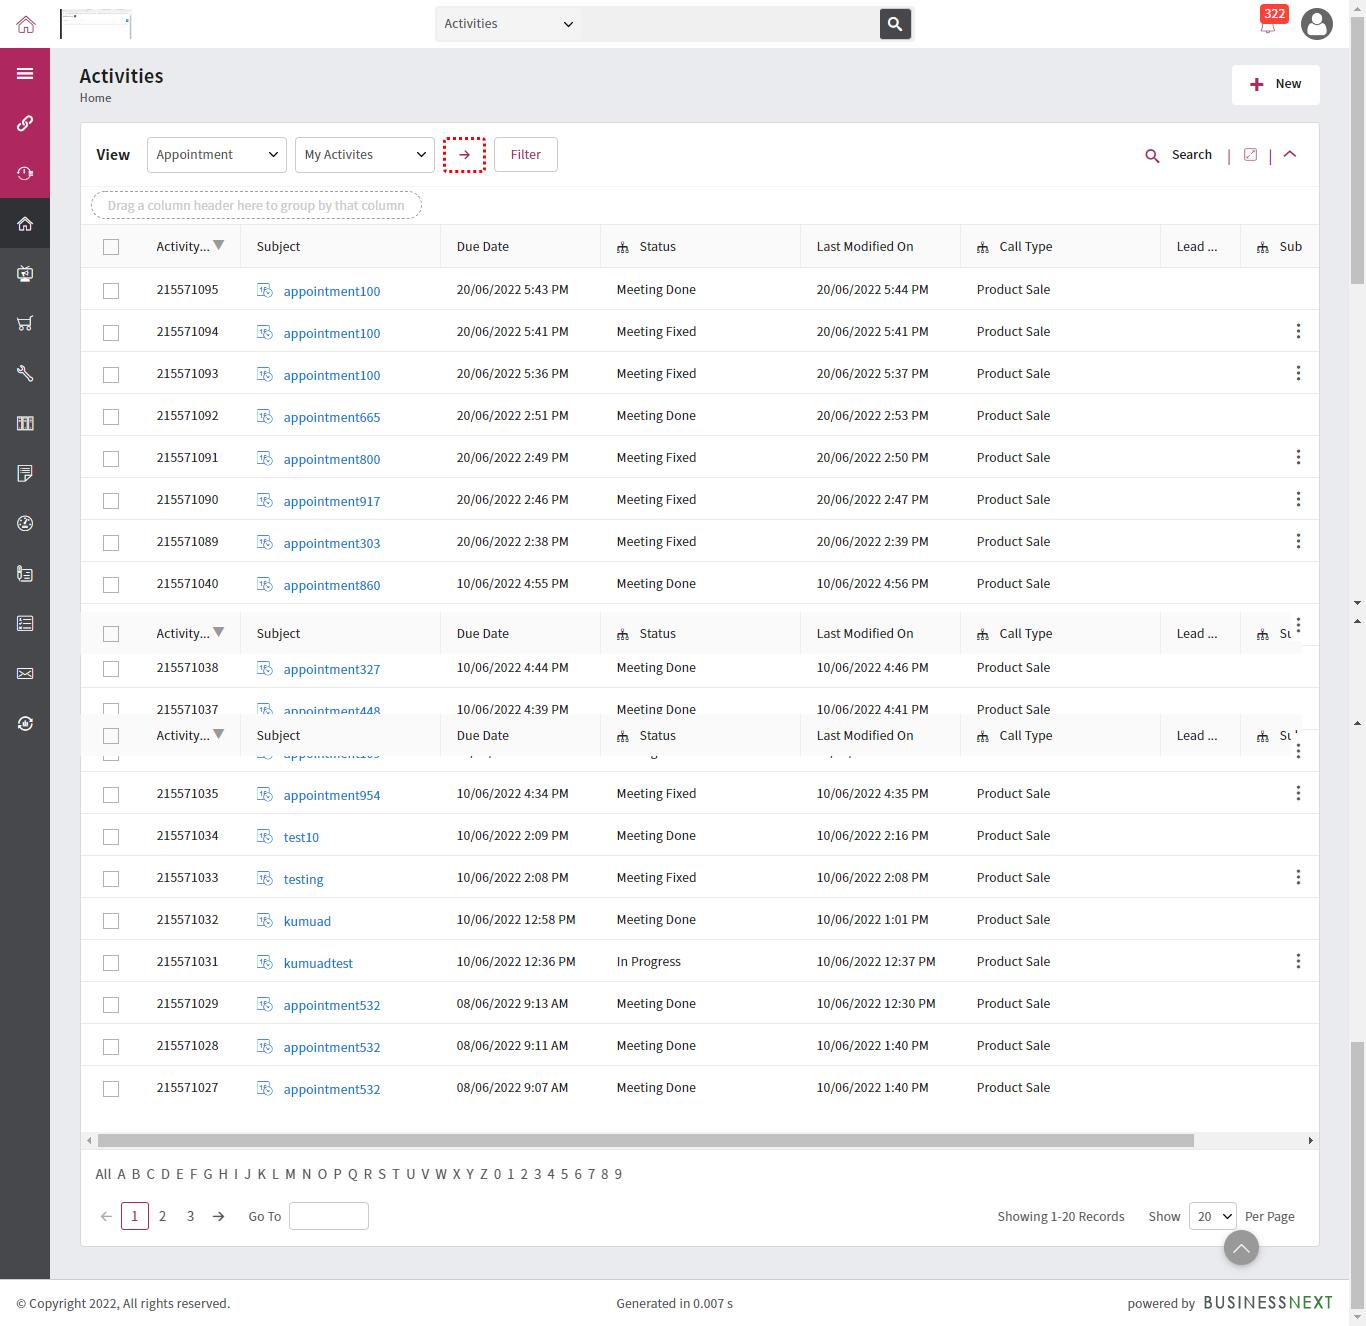 Activities
322
Activities
Home
New
View Appointment My Activites Filter Search
Drag a column header here to group by that column
Activity... Subject Due Date Status Last Modified On Call Type Lead ... Sub
215571095 appointment100 20/06/2022 5:43 PM Meeting Done 20/06/2022 5:44 PM Product Sale
215571094 appointment100 20/06/2022 5:41 PM Meeting Fixed 20/06/2022 5:41 PM Product Sale
215571093 appointment100 20/06/2022 5:36 PM Meeting Fixed 20/06/2022 5:37 PM Product Sale
215571092 appointment665 20/06/2022 2:51 PM Meeting Done 20/06/2022 2:53 PM Product Sale
215571091 appointment800 20/06/2022 2:49 PM Meeting Fixed 20/06/2022 2:50 PM Product Sale
215571090 appointment917 20/06/2022 2:46 PM Meeting Fixed 20/06/2022 2:47 PM Product Sale
215571089 appointment303 20/06/2022 2:38 PM Meeting Fixed 20/06/2022 2:39 PM Product Sale
215571040 appointment860 10/06/2022 4:55 PM Meeting Done 10/06/2022 4:56 PM Product Sale
Activity... Subject Due Date Status Last Modified On Call Type Lead ...
215571038 appointment327 10/06/2022 4:44 PM Meeting Done 10/06/2022 4:46 PM Product Sale
215571037 appointment448 10/06/2022 4:39 PM Meeting Done 10/06/2022 4:41 PM Product Sale
Activity... Subject Due Date Status Last Modified On Call Type Lead ...
215571035 appointment954 10/06/2022 4:34 PM Meeting Fixed 10/06/2022 4:35 PM Product Sale
215571034 test10 10/06/2022 2:09 PM Meeting Done 10/06/2022 2:16 PM Product Sale
215571033 testing 10/06/2022 2:08 PM Meeting Fixed 10/06/2022 2:08 PM Product Sale
215571032 kumuad 10/06/2022 12:58 PM Meeting Done 10/06/2022 1:01 PM Product Sale
215571031 kumuadtest 10/06/2022 12:36 PM In Progress 10/06/2022 12:37 PM Product Sale
215571029 appointment532 08/06/2022 9:13 AM Meeting Done 10/06/2022 12:30 PM Product Sale
215571028 appointment532 08/06/2022 9:11 AM Meeting Done 10/06/2022 1:40 PM Product Sale
215571027 appointment532 08/06/2022 9:07 AM Meeting Done 10/06/2022 1:40 PM Product Sale
All A B C D E F G H I J K L M N O P Q R S T U V W X Y Z 0 1 2 3 4 5 6 7 8 9
1 2 3 Go To Showing 1-20 Records Show 20 Per Page
© Copyright 2022, All rights reserved. Generated in 0.007 s powered by BUSINESSNEXT